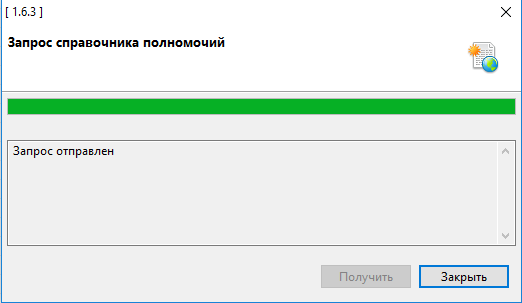 [ 1.6.3 ]
Запрос справочника полномочий
Запрос отправлен
Получить
Закрыть